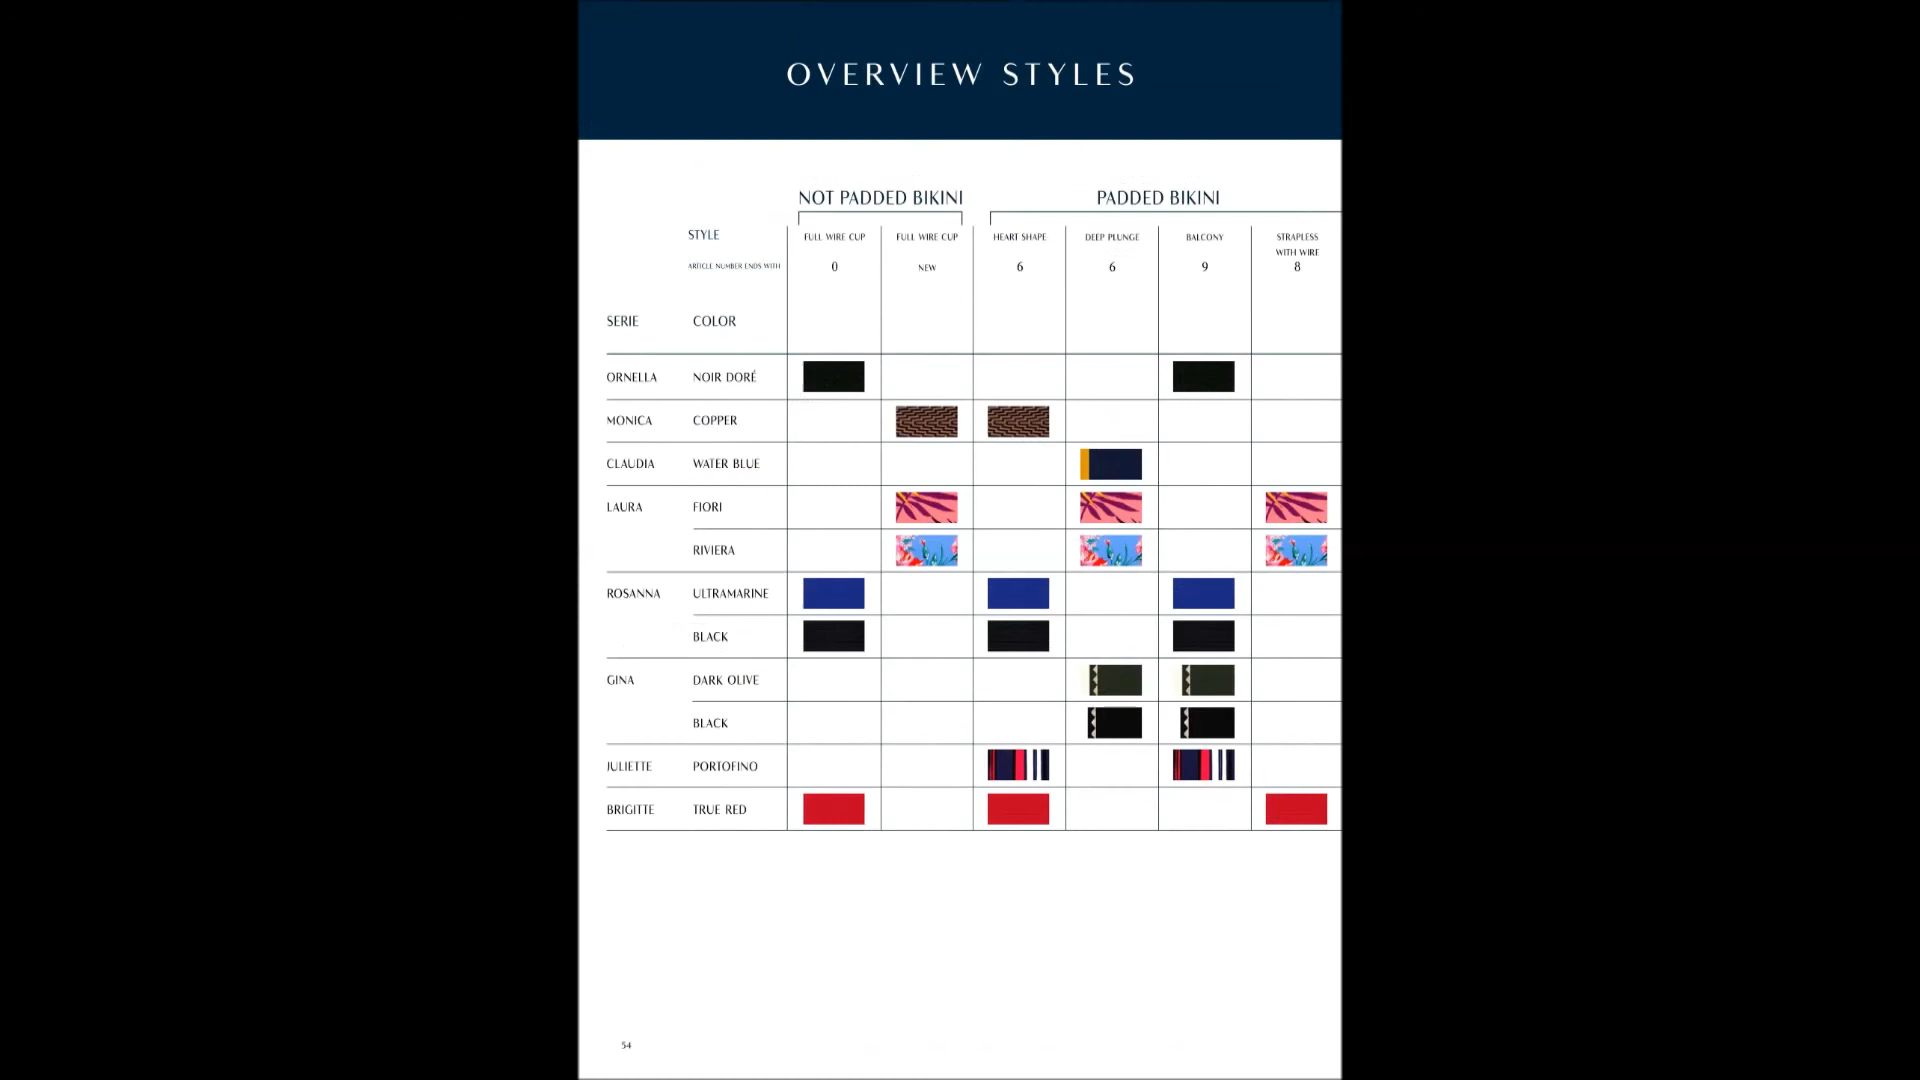 OVERVIEW STYLES
NOT PADDED BIKINI PADDED BIKINI
STYLE FULL WIRE CUP FULL WIRE CUP HEART SHAPE DEEP PLUNGE BALCONY STRAPLESS
WITH WIRE
ARTICLE NUMBER ENDS WITH 0 NEW 6 6 9 8
SERIE COLOR
ORNELLA NOIR DORÉ
MONICA COPPER
CLAUDIA WATER BLUE
LAURA FIORI
RIVIERA
ROSANNA ULTRAMARINE
BLACK
GINA DARK OLIVE
BLACK
JULIETTE PORTOFINO
BRIGITTE TRUE RED
54